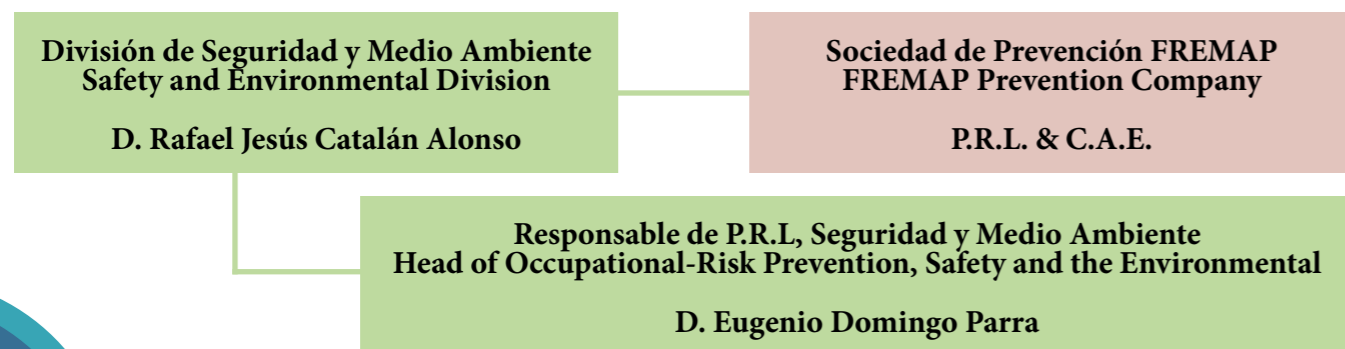 División de Seguridad y Medio Ambiente
Safety and Environmental Division
D. Rafael Jesús Catalán Alonso
Sociedad de Prevención FREMAP
FREMAP Prevention Company
P.R.L. & C.A.E.
Responsable de P.R.L, Seguridad y Medio Ambiente
Head of Occupational-Risk Prevention, Safety and the Environmental
D. Eugenio Domingo Parra